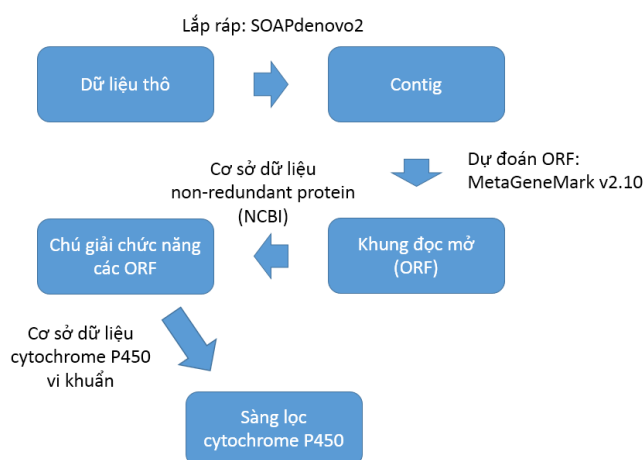 Lắp ráp: SOAPdenovo2
Dữ liệu thô
Contig
Dự đoán ORF:
MetaGeneMark v2.10
Cơ sở dữ liệu
non-redundant protein
(NCBI)
Khung đọc mở
(ORF)
Chú giải chức năng
các ORF
Cơ sở dữ liệu
cytochrome P450
vi khuẩn
Sàng lọc
cytochrome P450